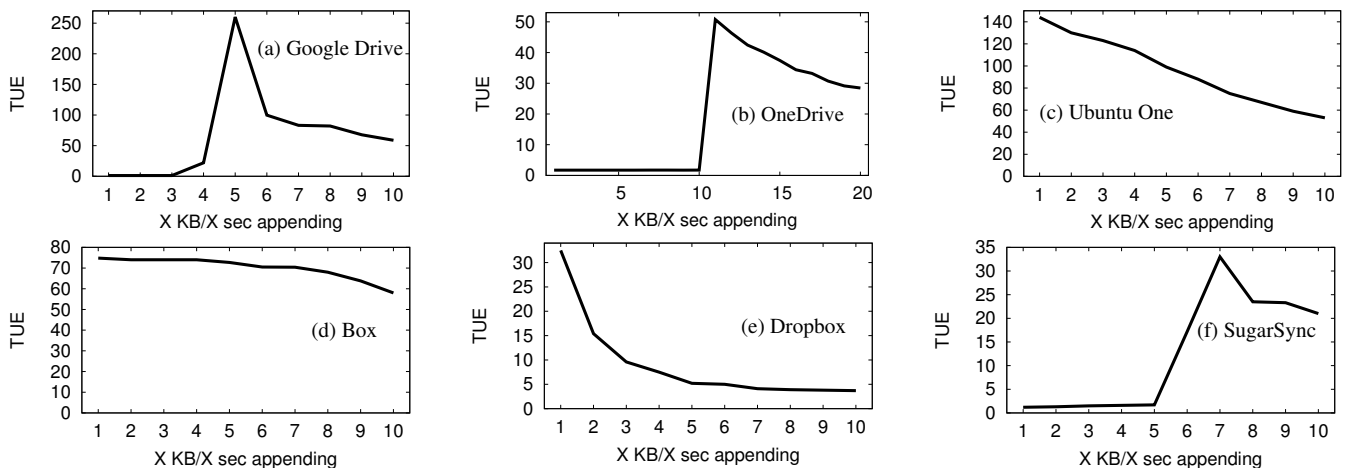 250
200
150
100
50
0
TUE
(a) Google Drive
1 2 3 4 5 6 7 8 9 10
X KB/X sec appending
50
40
30
20
10
0
TUE
(b) OneDrive
5 10 15 20
X KB/X sec appending
140
120
100
80
60
40
20
0
TUE
(c) Ubuntu One
1 2 3 4 5 6 7 8 9 10
X KB/X sec appending
80
70
60
50
40
30
20
10
0
TUE
(d) Box
1 2 3 4 5 6 7 8 9 10
X KB/X sec appending
30
25
20
15
10
5
0
TUE
(e) Dropbox
1 2 3 4 5 6 7 8 9 10
X KB/X sec appending
35
30
25
20
15
10
5
0
TUE
(f) SugarSync
1 2 3 4 5 6 7 8 9 10
X KB/X sec appending